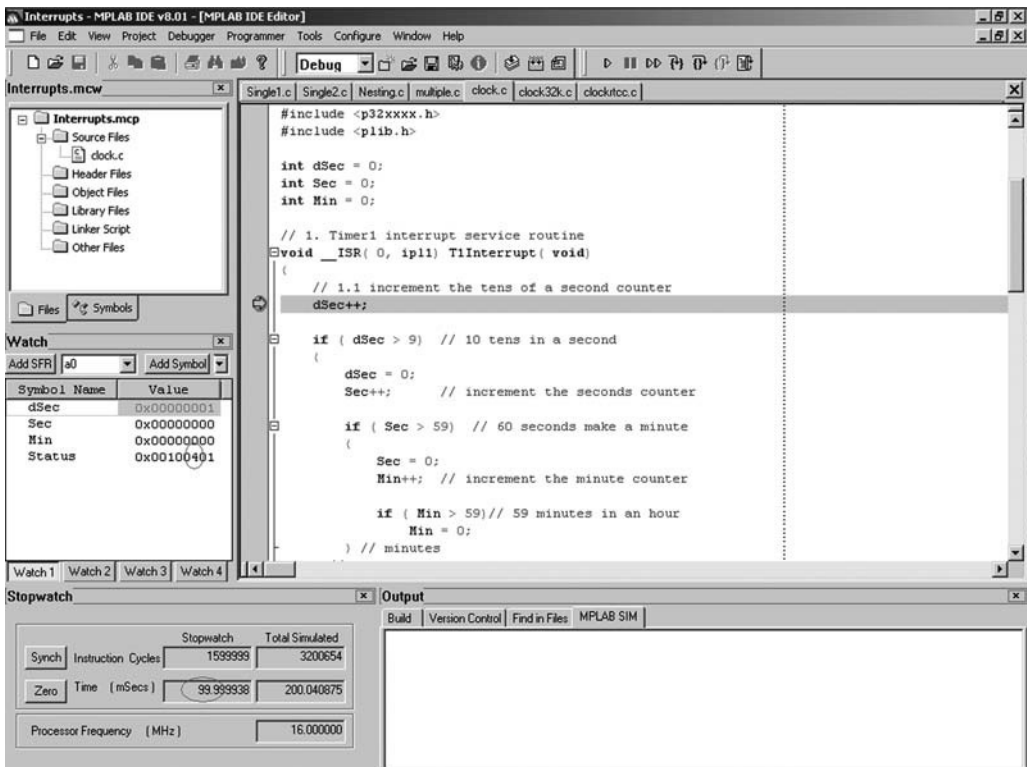 Interrupts - MPLAB IDE v8.01 - [MPLAB IDE Editor]
File Edit View Project Debugger Programmer Tools Configure Window Help
Debug
Interrupts.mcw
Interrupts.mcp
Source Files
clock.c
Header Files
Object Files
Library Files
Linker Script
Other Files
Files Symbols
Watch
Add SFR a0 Add Symbol
Symbol Name Value
dSec 0x00000001
Sec 0x00000000
Min 0x00000000
Status 0x00100401
Watch 1 Watch 2 Watch 3 Watch 4
Single1.c Single2.c Nesting.c multiple.c clock.c clock32k.c clockrtcc.c
#include <p32xxxx.h>
#include <plib.h>
int dSec = 0;
int Sec = 0;
int Min = 0;
// 1. Timer1 interrupt service routine
void __ISR( 0, ipl1) T1Interrupt( void)
{
// 1.1 increment the tens of a second counter
dSec++;
if ( dSec > 9) // 10 tens in a second
{
dSec = 0;
Sec++; // increment the seconds counter
if ( Sec > 59) // 60 seconds make a minute
{
Sec = 0;
Min++; // increment the minute counter
if ( Min > 59)// 59 minutes in an hour
Min = 0;
} // minutes
Stopwatch
Stopwatch Total Simulated
Synch Instruction Cycles 1599999 3200654
Zero Time (mSecs) 99.999938 200.040875
Processor Frequency (MHz) 16.000000
Output
Build Version Control Find in Files MPLAB SIM